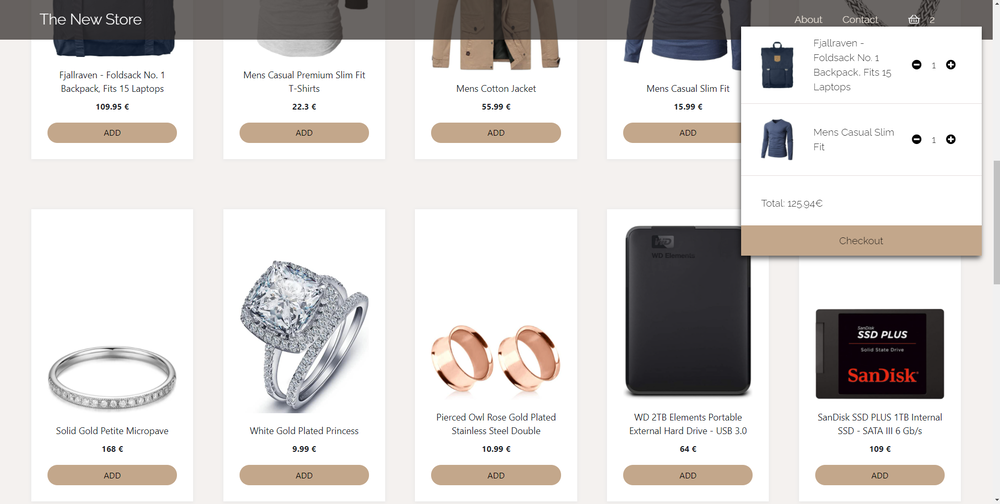 The New Store
About
Contact
2
Fjallraven -
Foldsack No. 1
Backpack, Fits 15
Laptops
1
Mens Casual Slim
Fit
1
Total: 125.94€
Checkout
Fjallraven - Foldsack No. 1
Backpack, Fits 15 Laptops
109.95 €
ADD
Mens Casual Premium Slim Fit
T-Shirts
22.3 €
ADD
Mens Cotton Jacket
55.99 €
ADD
Mens Casual Slim Fit
15.99 €
ADD
Solid Gold Petite Micropave
168 €
ADD
White Gold Plated Princess
9.99 €
ADD
Pierced Owl Rose Gold Plated
Stainless Steel Double
10.99 €
ADD
WD
WD Elements
WD 2TB Elements Portable
External Hard Drive - USB 3.0
64 €
ADD
SanDisk
SSD PLUS
Solid State Drive
SanDisk
SanDisk SSD PLUS 1TB Internal
SSD - SATA III 6 Gb/s
109 €
ADD